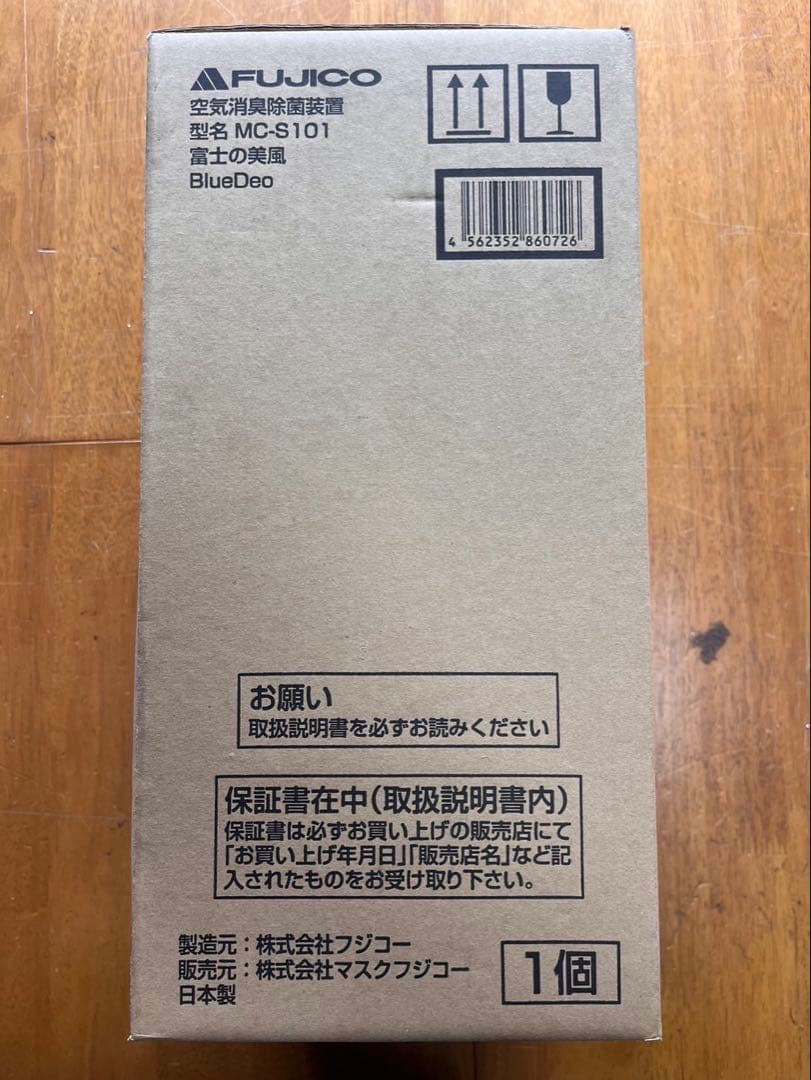 FUJICO
空気消臭除菌装置
型名 MC-S101
富士の美風
BlueDeo
4 562352 860726
お願い
取扱説明書を必ずお読みください
保証書在中(取扱説明書内)
保証書は必ずお買い上げの販売店にて
「お買い上げ年月日」「販売店名」など記
入されたものをお受け取り下さい。
製造元:株式会社フジコー
販売元:株式会社マスクフジコー
日本製
1個